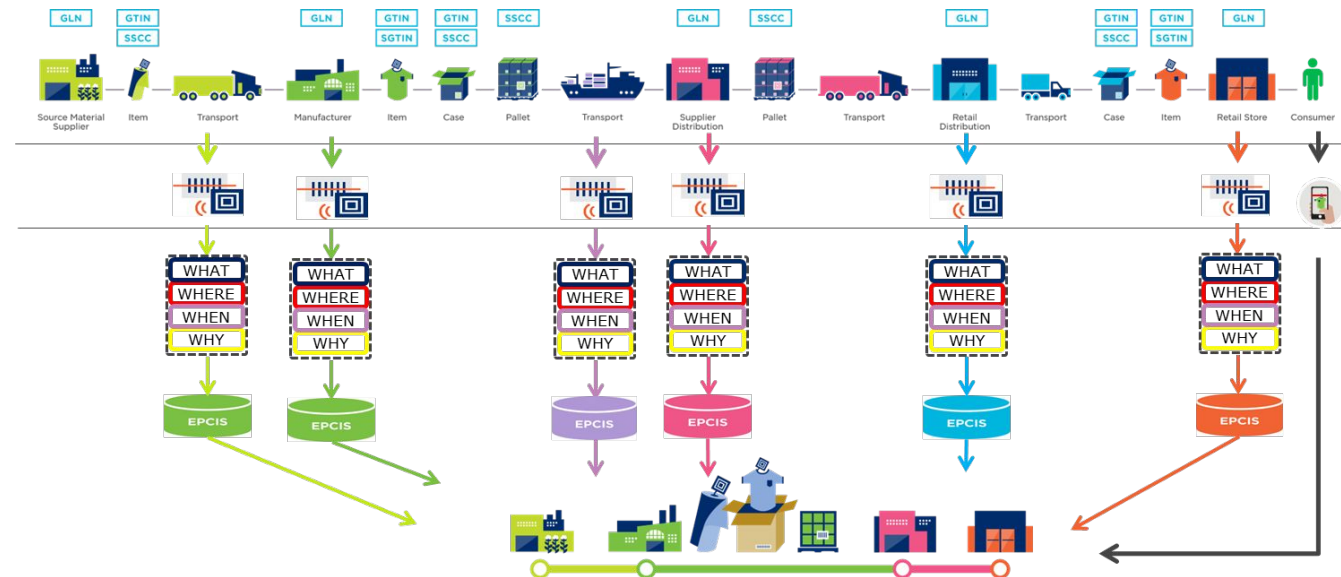 GLN
GTIN
SSCC
GLN
GTIN
SGTIN
GTIN
SSCC
SSCC
GLN
SSCC
GLN
GTIN
SSCC
GTIN
SGTIN
GLN
Source Material
Supplier
Item
Transport
Manufacturer
Item
Case
Pallet
Transport
Supplier
Distribution
Pallet
Transport
Retail
Distribution
Transport
Case
Item
Retail Store
Consumer
WHAT
WHERE
WHEN
WHY
WHAT
WHERE
WHEN
WHY
WHAT
WHERE
WHEN
WHY
WHAT
WHERE
WHEN
WHY
WHAT
WHERE
WHEN
WHY
WHAT
WHERE
WHEN
WHY
EPCIS
EPCIS
EPCIS
EPCIS
EPCIS
EPCIS